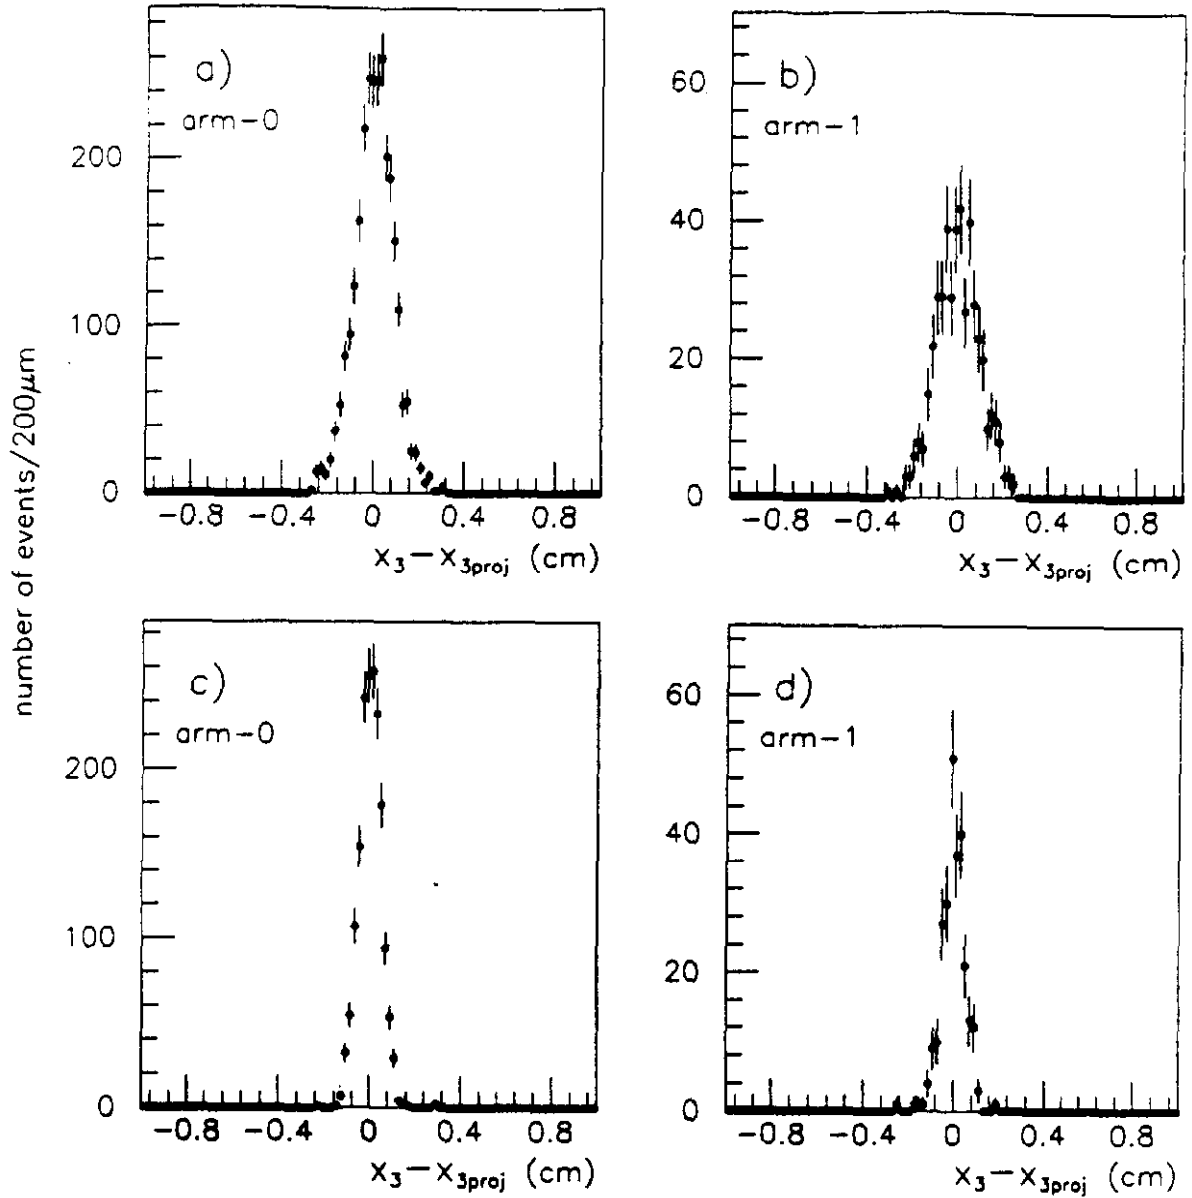 number of events/200μm
a)
arm-0
200
100
0
-0.8 -0.4 0 0.4 0.8
x₃-x₃proj (cm)
b)
arm-1
60
40
20
0
-0.8 -0.4 0 0.4 0.8
x₃-x₃proj (cm)
c)
arm-0
200
100
0
-0.8 -0.4 0 0.4 0.8
x₃-x₃proj (cm)
d)
arm-1
60
40
20
0
-0.8 -0.4 0 0.4 0.8
x₃-x₃proj (cm)